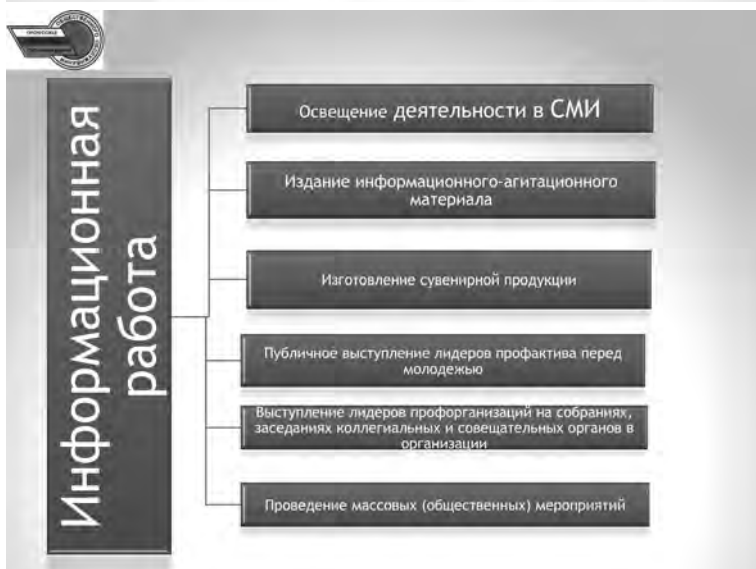 Информационная
работа
Освещение деятельности в СМИ
Издание информационного-агитационного
материала
Изготовление сувенирной продукции
Публичное выступление лидеров профактива перед
молодежью
Выступление лидеров профорганизаций на собраниях,
заседаниях коллегиальных и совещательных органов в
организации
Проведение массовых (общественных) мероприятий